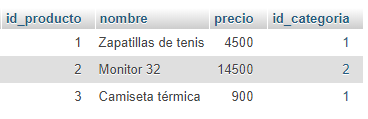 id_producto nombre precio id_categoria
1 Zapatillas de tenis 4500 1
2 Monitor 32 14500 2
3 Camiseta térmica 900 1